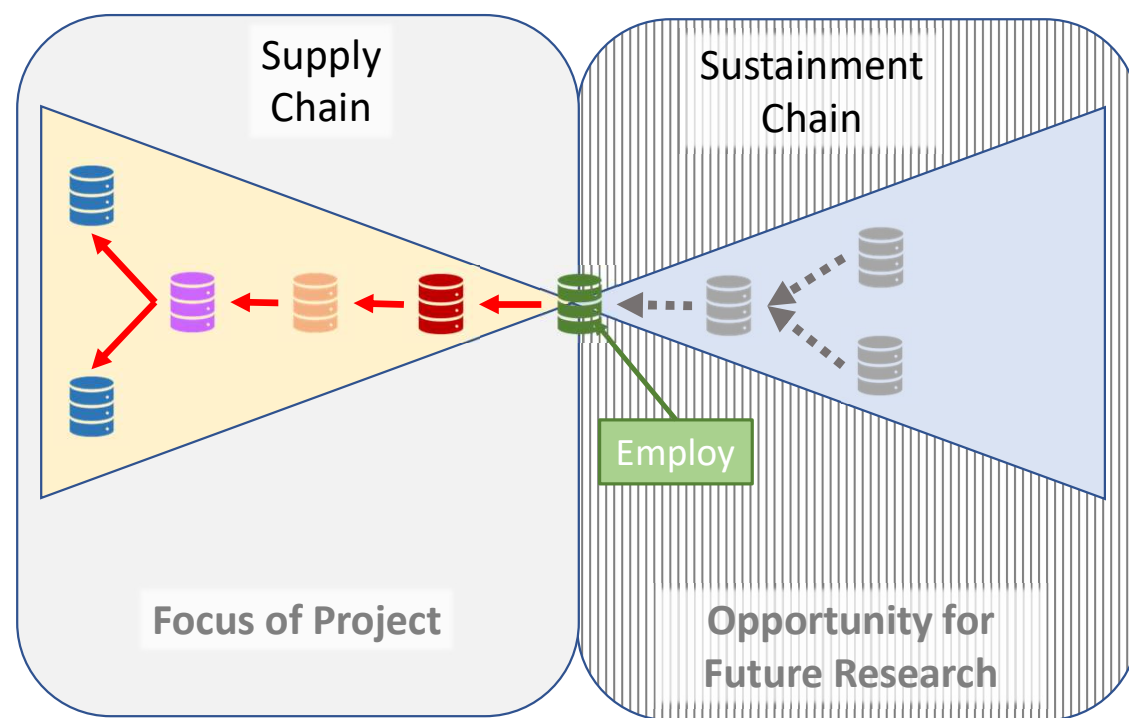 Supply
Chain
Sustainment
Chain
Employ
Focus of Project
Opportunity for
Future Research